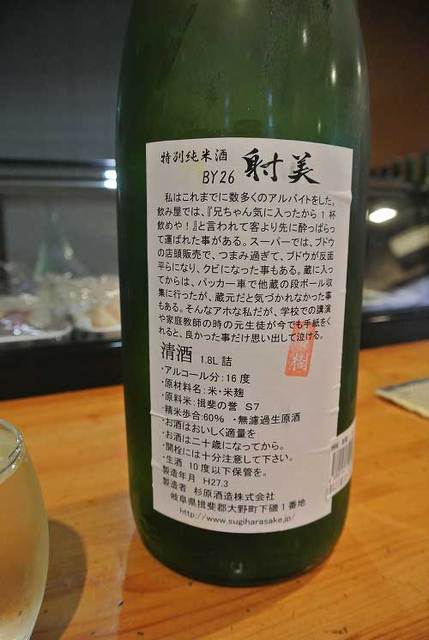 特別純米酒 射美
BY26
私はこれまでに数多くのアルバイトをした。
飲み屋では、『兄ちゃん気に入ったから1杯
飲めや!』と言われて客より先に酔っぱらっ
て運ばれた事がある。スーパーでは、ブドウ
の店頭販売で、つまみ過ぎて、ブドウが反面
平らになり、クビになった事もある。蔵に入っ
てからは、パッカー車で他蔵の段ボール収
集に行ったが、蔵元だと気づかれなかった事
もある。そんなアホな私だが、学校での講演
や家庭教師の時の元生徒が今でも手紙をく
れると、良かった事だけ思い出して泣ける。
清酒 1.8L 詰
・アルコール分:16度
・原材料名:米・米麹
・原料米:揖斐の誉 S7
・精米歩合:60% ・無濾過生原酒
・お酒はおいしく適量を
・お酒は二十歳になってから。
・開栓には十分注意して下さい。
・生酒 10度以下保管を。
製造年月 H27.3
製造者 杉原酒造株式会社
岐阜県揖斐郡大野町下磯1番地
http://www.sugiharasake.jp/